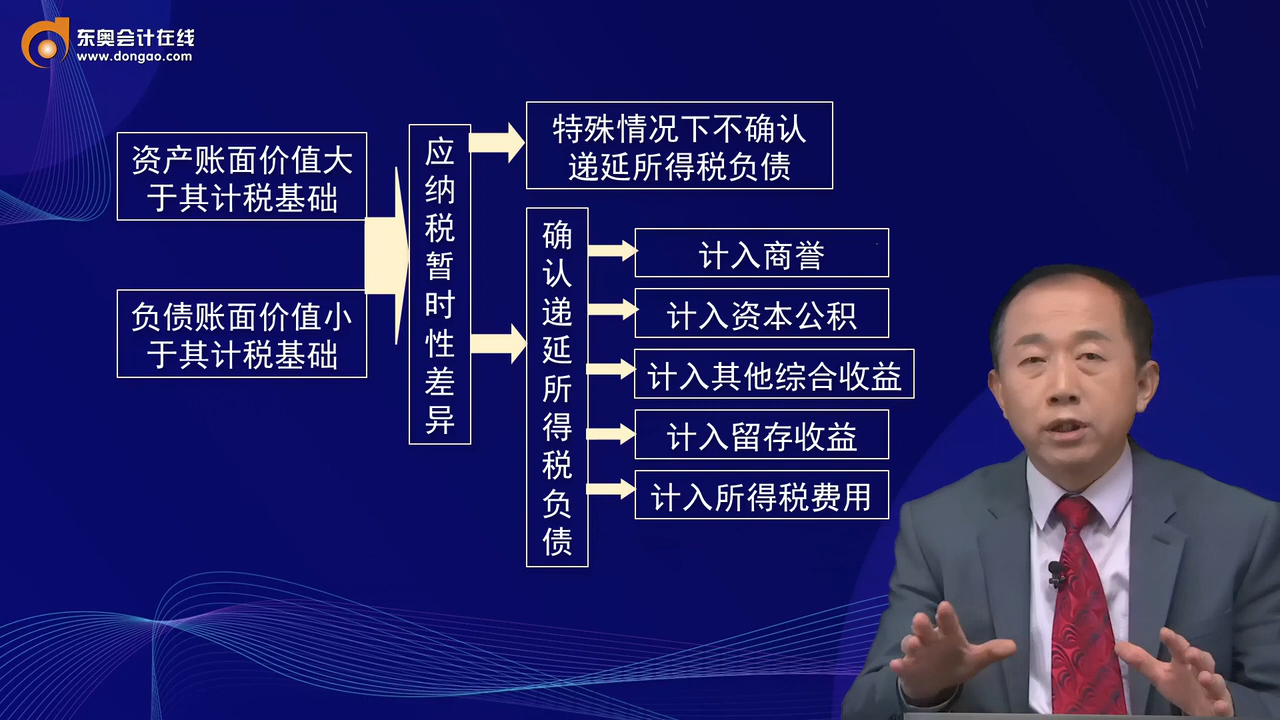 东奥会计在线
www.dongao.com
资产账面价值大
于其计税基础
负债账面价值小
于其计税基础
应纳税暂时性差异
特殊情况下不确认
递延所得税负债
确认递延所得税负债
计入商誉
计入资本公积
计入其他综合收益
计入留存收益
计入所得税费用